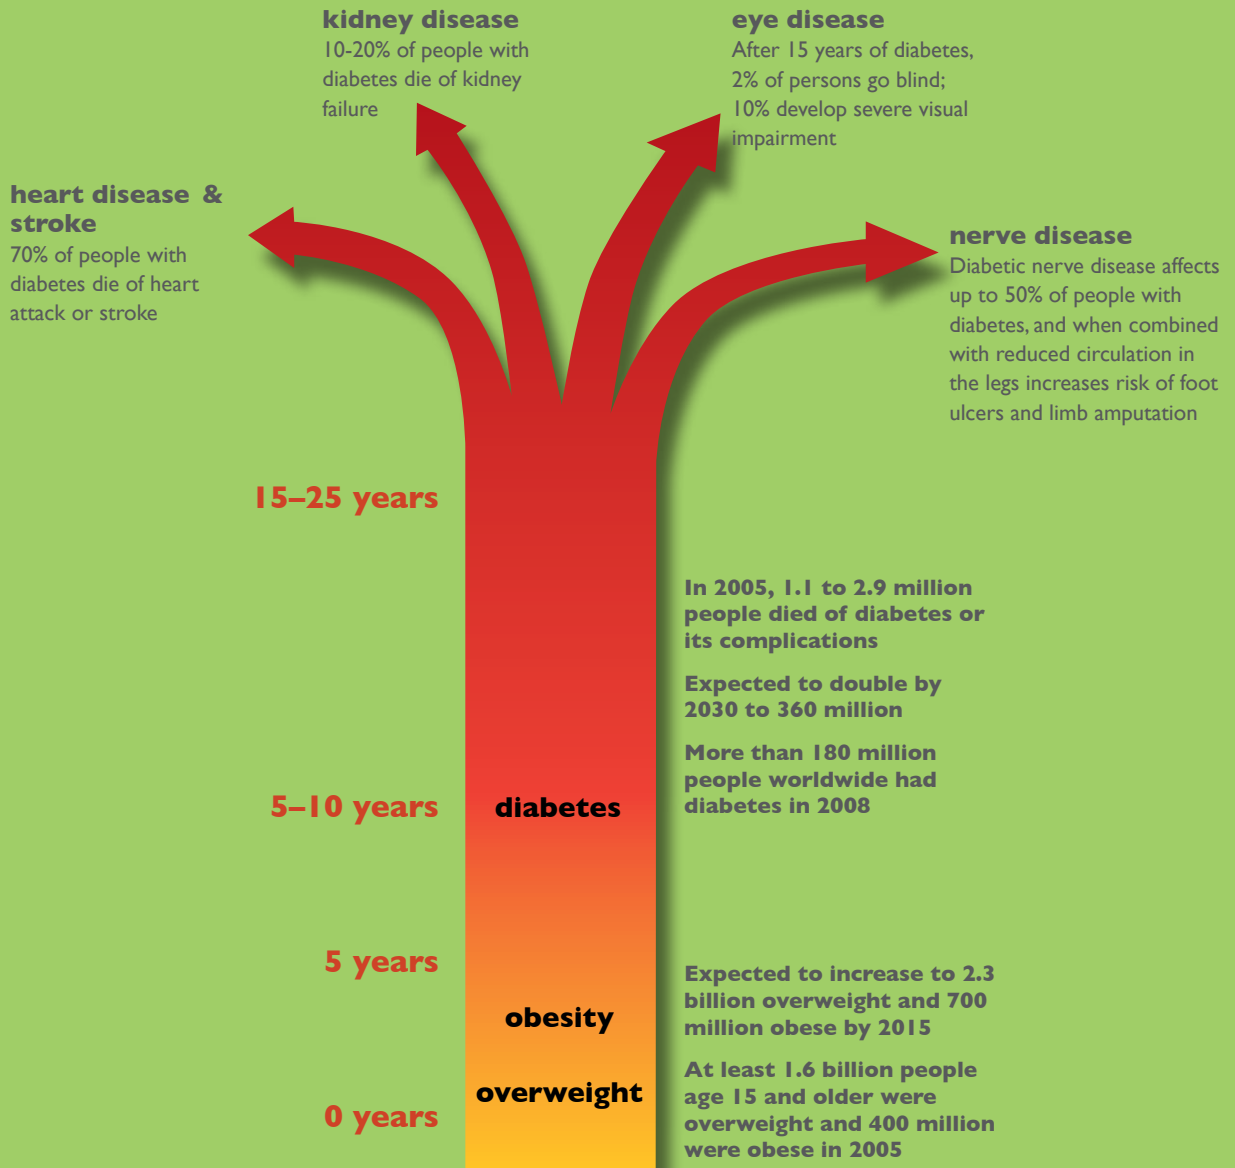 kidney disease
10-20% of people with
diabetes die of kidney
failure
eye disease
After 15 years of diabetes,
2% of persons go blind;
10% develop severe visual
impairment
heart disease &
stroke
70% of people with
diabetes die of heart
attack or stroke
nerve disease
Diabetic nerve disease affects
up to 50% of people with
diabetes, and when combined
with reduced circulation in
the legs increases risk of foot
ulcers and limb amputation
15–25 years
In 2005, 1.1 to 2.9 million
people died of diabetes or
its complications
Expected to double by
2030 to 360 million
More than 180 million
people worldwide had
diabetes in 2008
5–10 years
diabetes
5 years
obesity
Expected to increase to 2.3
billion overweight and 700
million obese by 2015
overweight
0 years
At least 1.6 billion people
age 15 and older were
overweight and 400 million
were obese in 2005